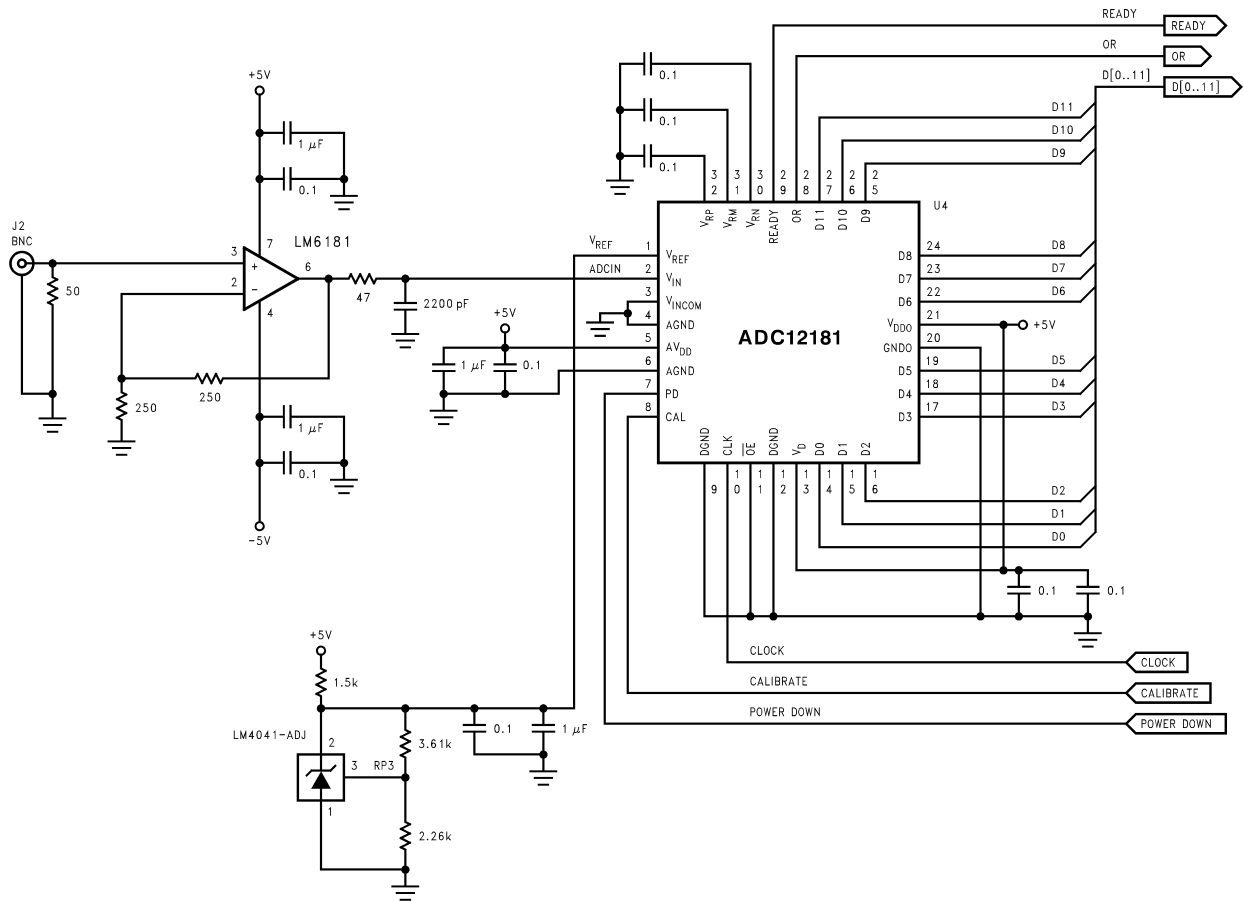 READY
READY
OR
OR
D[0..11]
D[0..11]
+5V
1 µF
0.1
LM6181
J2
BNC
3
2
7
6
4
+
−
50
47
2200 pF
250
250
1 µF
0.1
-5V
0.1
0.1
0.1
32
31
30
29
28
27
26
25
D11
D10
D9
VRP
VRM
VRN
READY
OR
D11
D10
D9
U4
VREF
1
VREF
ADCIN
2
VIN
3
VINCOM
4
AGND
+5V
5
AVDD
1 µF
0.1
6
AGND
7
PD
8
CAL
ADC12181
D8
24
D8
D7
23
D7
D6
22
D6
VDDO
21
+5V
GNDO
20
D5
19
D5
D4
18
D4
D3
17
D3
DGND
CLK
OE
DGND
VD
D0
D1
D2
9
10
11
12
13
14
15
16
D2
D1
D0
0.1
0.1
CLOCK
CLOCK
CALIBRATE
CALIBRATE
POWER DOWN
POWER DOWN
+5V
1.5k
LM4041-ADJ
2
3
RP3
1
3.61k
2.26k
0.1
1 µF